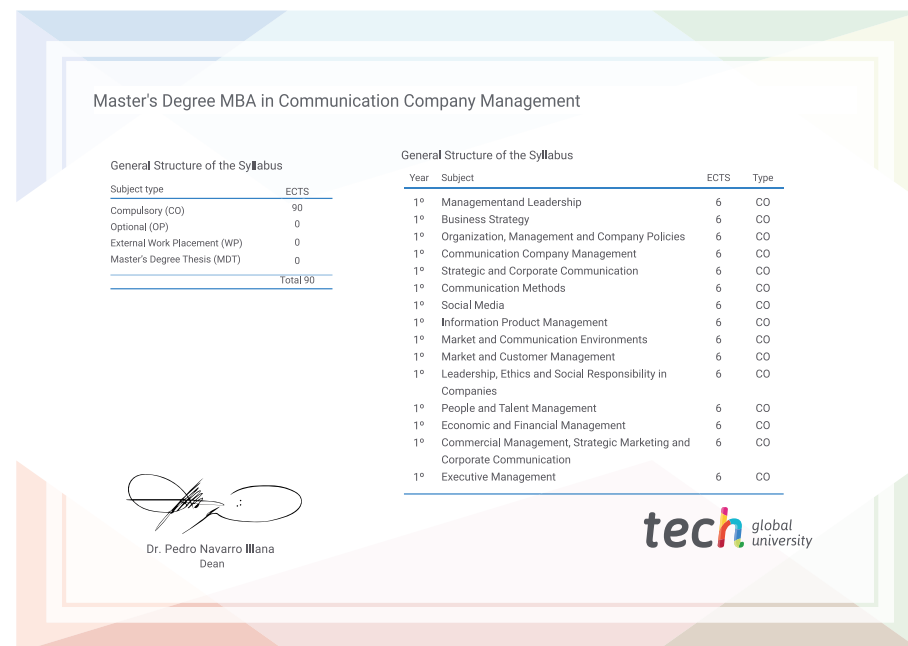 Master's Degree MBA in Communication Company Management
General Structure of the Syllabus
Subject type ECTS
Compulsory (CO) 90
Optional (OP) 0
External Work Placement (WP) 0
Master's Degree Thesis (MDT) 0
Total 90
General Structure of the Syllabus
Year Subject ECTS Type
1º Managementand Leadership 6 CO
1º Business Strategy 6 CO
1º Organization, Management and Company Policies 6 CO
1º Communication Company Management 6 CO
1º Strategic and Corporate Communication 6 CO
1º Communication Methods 6 CO
1º Social Media 6 CO
1º Information Product Management 6 CO
1º Market and Communication Environments 6 CO
1º Market and Customer Management 6 CO
1º Leadership, Ethics and Social Responsibility in 6 CO
Companies
1º People and Talent Management 6 CO
1º Economic and Financial Management 6 CO
1º Commercial Management, Strategic Marketing and 6 CO
Corporate Communication
1º Executive Management 6 CO
Dr. Pedro Navarro Illana
Dean
tech global
university